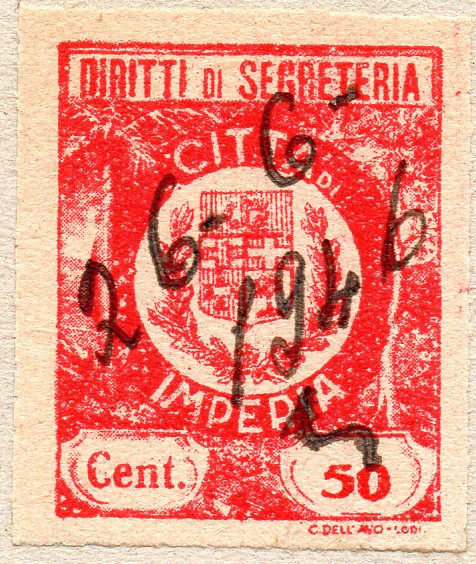 DIRITTI DI SEGRETERIA
CITTÀ DI
IMPERIA
26-6-
1946
Cent. 50
C. DELL'AVO - LODI.